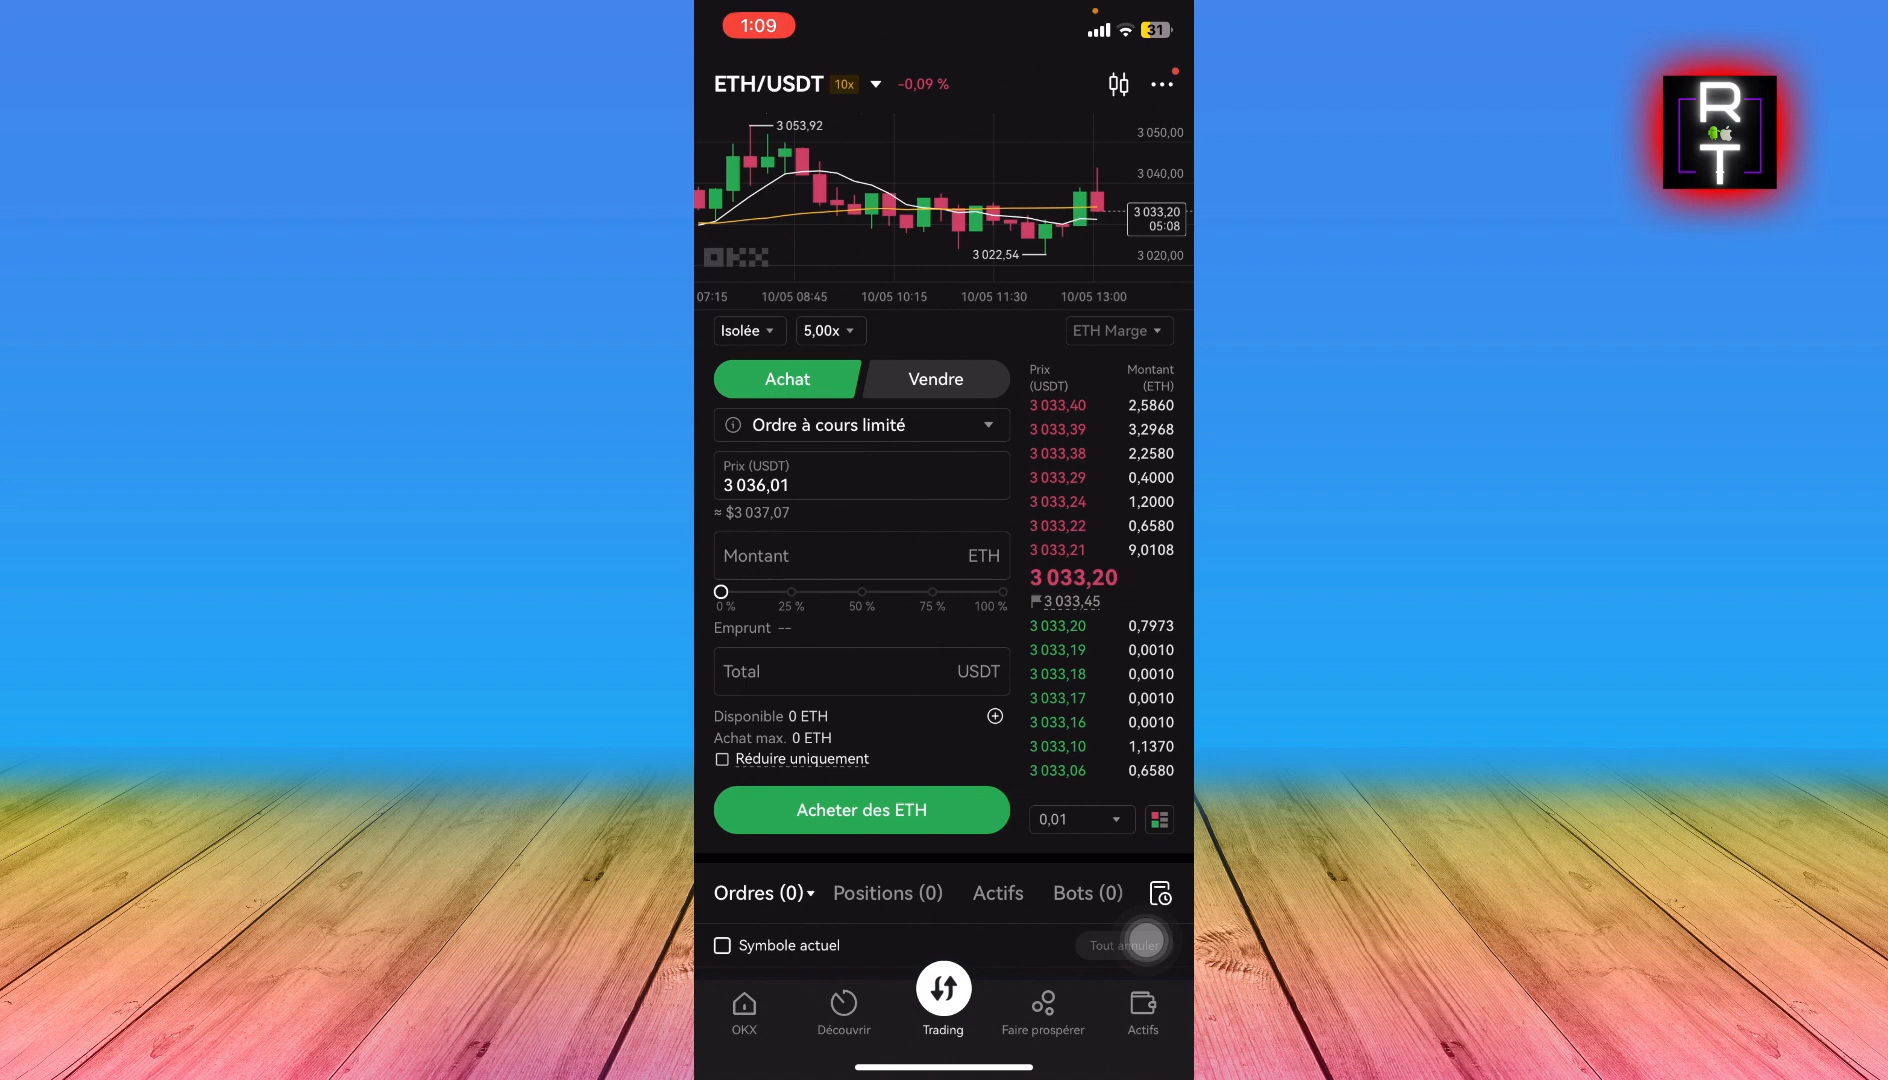 1:09
31
R
T
ETH/USDT 10x -0,09 %
3 053,92
3 050,00
3 040,00
3 033,20
05:08
3 022,54
3 020,00
OKX
07:15 10/05 08:45 10/05 10:15 10/05 11:30 10/05 13:00
Isolée 5,00x ETH Marge
Achat Vendre
Ordre à cours limité
Prix (USDT)
3 036,01
≈ $3 037,07
Montant ETH
0 % 25 % 50 % 75 % 100 %
Emprunt --
Total USDT
Disponible 0 ETH
Achat max. 0 ETH
Réduire uniquement
Acheter des ETH
Prix Montant
(USDT) (ETH)
3 033,40 2,5860
3 033,39 3,2968
3 033,38 2,2580
3 033,29 0,4000
3 033,24 1,2000
3 033,22 0,6580
3 033,21 9,0108
3 033,20
3 033,45
3 033,20 0,7973
3 033,19 0,0010
3 033,18 0,0010
3 033,17 0,0010
3 033,16 0,0010
3 033,10 1,1370
3 033,06 0,6580
0,01
Ordres (0) Positions (0) Actifs Bots (0)
Symbole actuel Tout annuler
OKX Découvrir Trading Faire prospérer Actifs